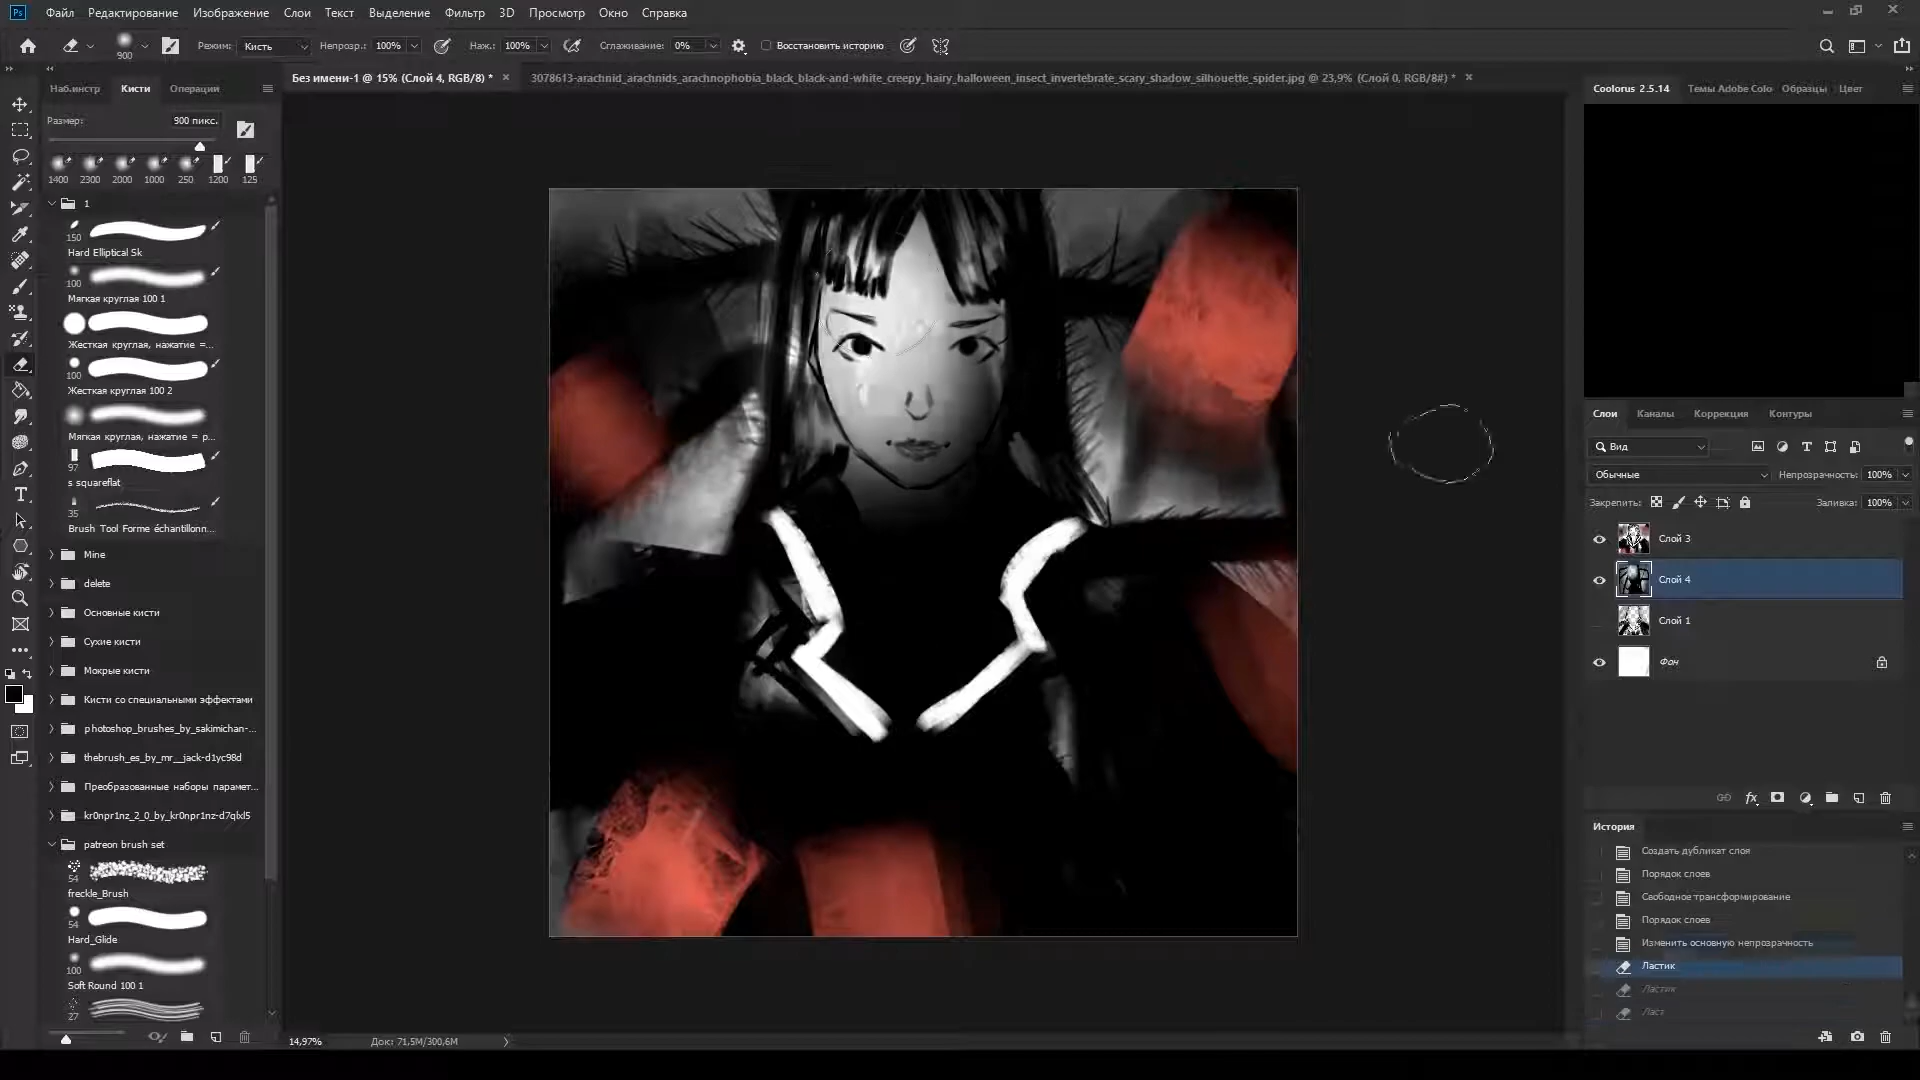 Ps Файл Редактирование Изображение Слои Текст Выделение Фильтр 3D Просмотр Окно Справка
900 Режим: Кисть Непрозр.: 100% Наж.: 100% Сглаживание: 0% Восстановить историю
Без имени-1 @ 15% (Слой 4, RGB/8) * 3078613-arachnid_arachnids_arachnophobia_black_black-and-white_creepy_hairy_halloween_insect_invertebrate_scary_shadow_silhouette_spider.jpg @ 23,9% (Слой 0, RGB/8#) *
Наб.инстр Кисти Операции
Размер: 900 пикс.
1400 2300 2000 1000 250 1200 125
1
150
Hard Elliptical Sk
100
Мягкая круглая 100 1
Жесткая круглая, нажатие =...
100
Жесткая круглая 100 2
Мягкая круглая, нажатие = р...
97
s squareflat
35
Brush Tool Forme échantillonn...
Mine
delete
Основные кисти
Сухие кисти
Мокрые кисти
Кисти со специальными эффектами
photoshop_brushes_by_sakimichan-...
thebrush_es_by_mr__jack-d1yc98d
Преобразованные наборы парамет...
kr0npr1nz_2_0_by_kr0npr1nz-d7qlxl5
patreon brush set
54
freckle_Brush
54
Hard_Glide
100
Soft Round 100 1
27
14,97% Док: 71,5M/300,6M
Coolorus 2.5.14 Темы Adobe Colo Образцы Цвет
Слои Каналы Коррекция Контуры
Вид
Обычные Непрозрачность: 100%
Закрепить: Заливка: 100%
Слой 3
Слой 4
Слой 1
Фон
История
Создать дубликат слоя
Порядок слоев
Свободное трансформирование
Порядок слоев
Изменить основную непрозрачность
Ластик
Ластик
Ласт